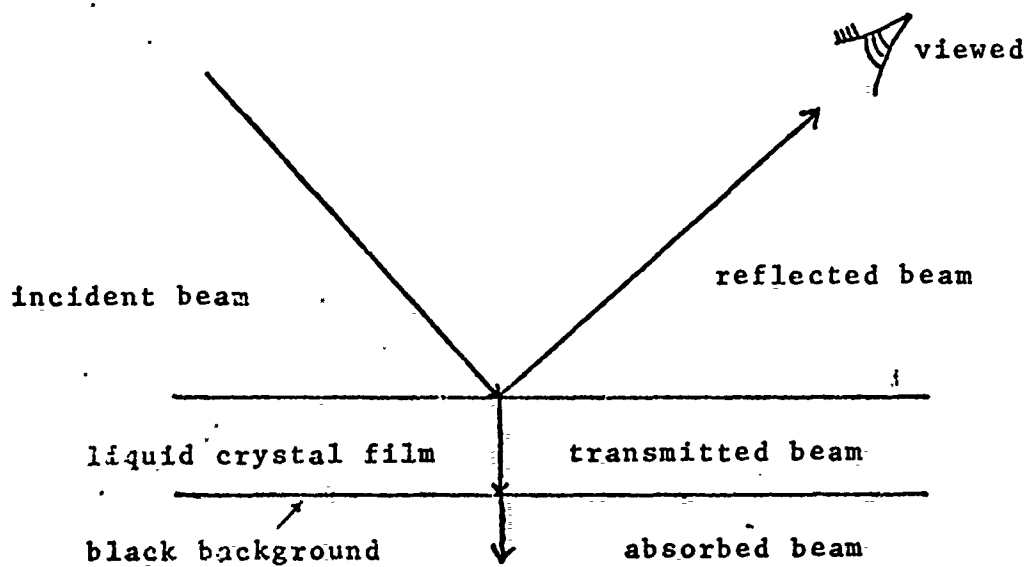 viewed
reflected beam
incident beam
liquid crystal film
transmitted beam
black background
absorbed beam